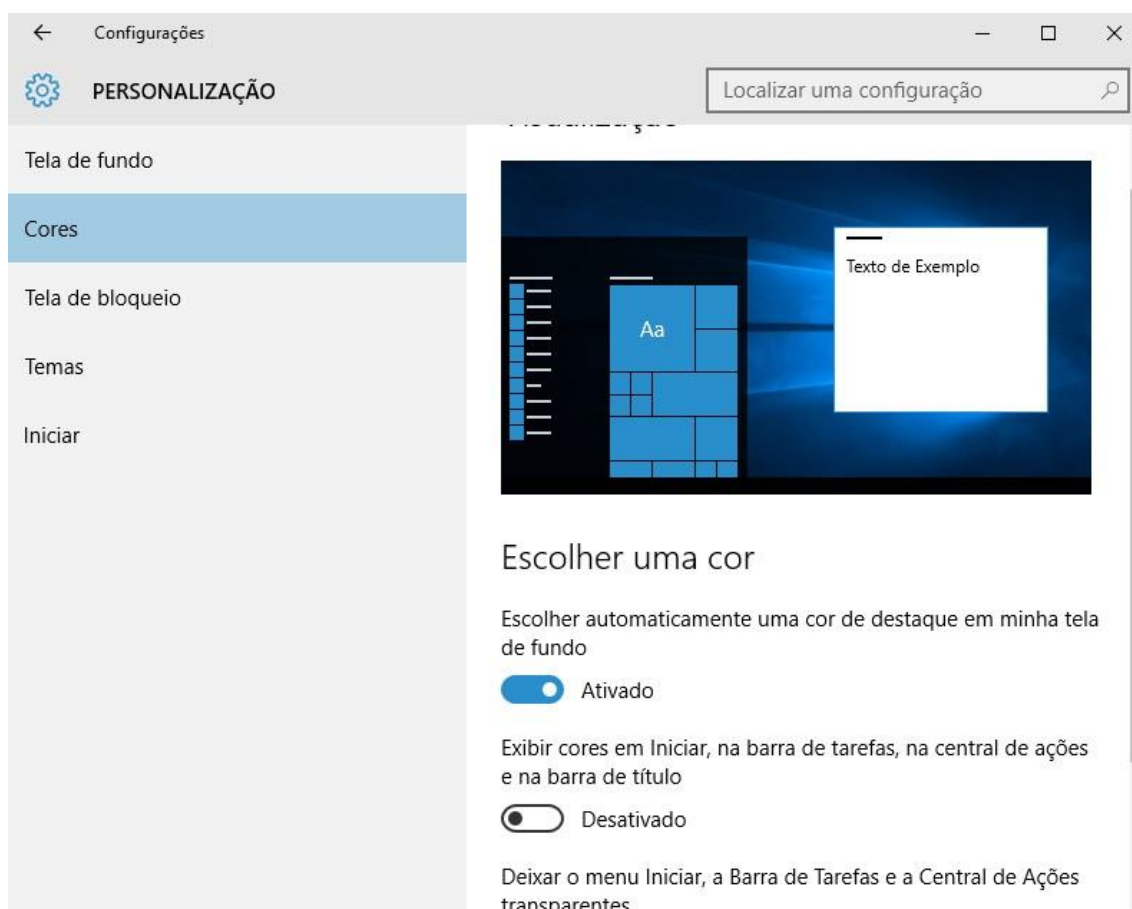 Configurações
PERSONALIZAÇÃO
Localizar uma configuração
Tela de fundo
Cores
Tela de bloqueio
Temas
Iniciar
Texto de Exemplo
Aa
Escolher uma cor
Escolher automaticamente uma cor de destaque em minha tela
de fundo
Ativado
Exibir cores em Iniciar, na barra de tarefas, na central de ações
e na barra de título
Desativado
Deixar o menu Iniciar, a Barra de Tarefas e a Central de Ações
transparentes